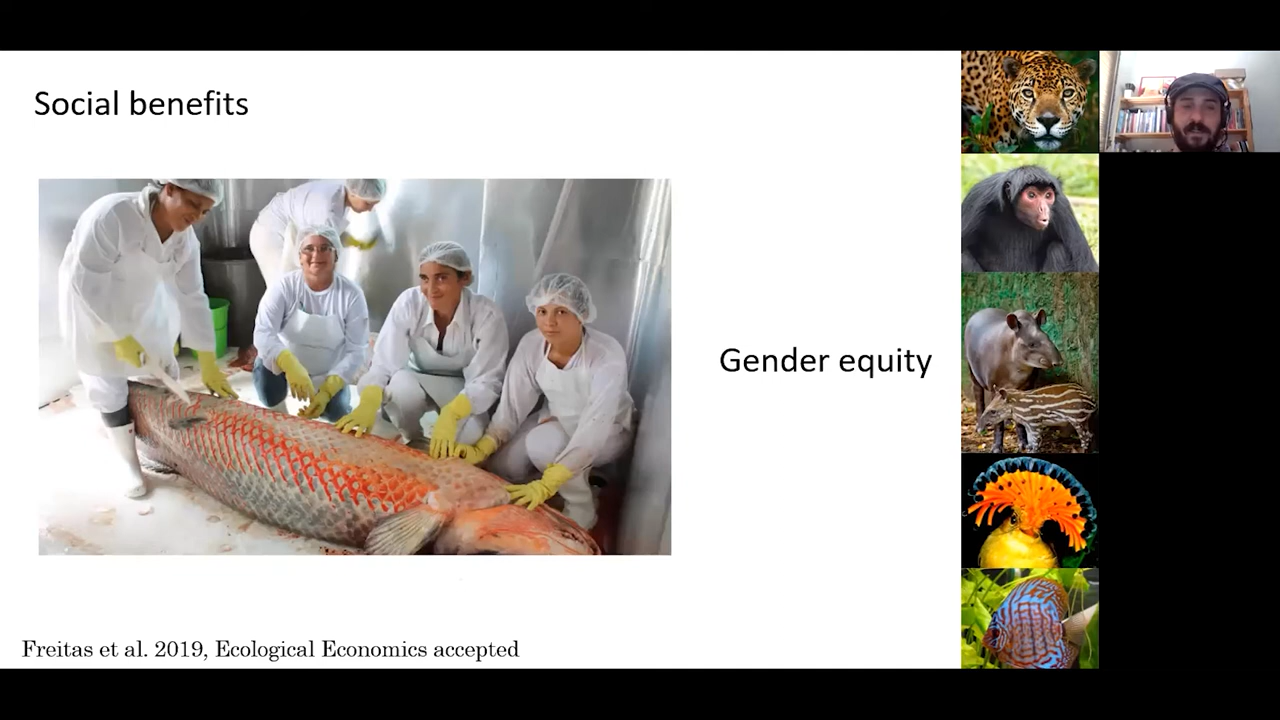 Social benefits
Gender equity
Freitas et al. 2019, Ecological Economics accepted